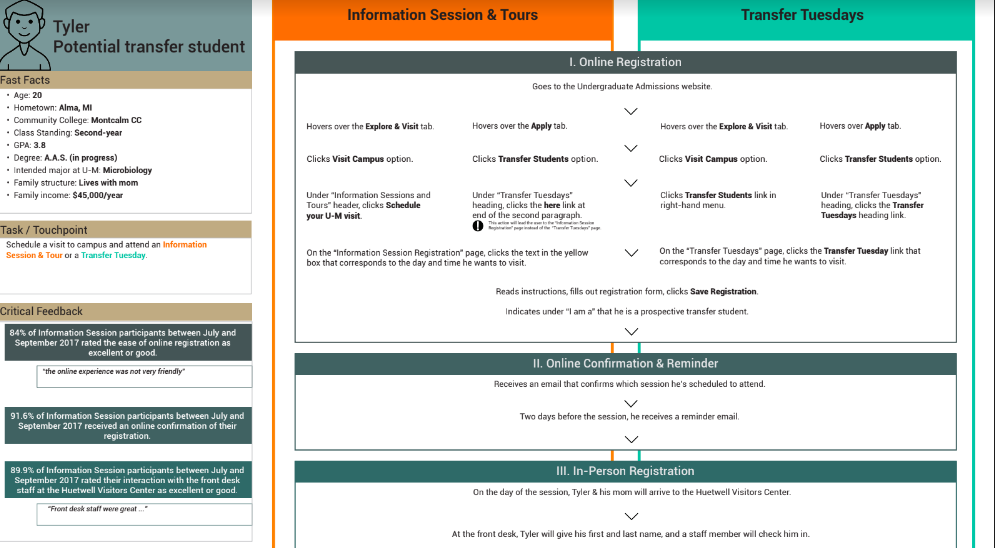 Tyler
Potential transfer student
Fast Facts
• Age: 20
• Hometown: Alma, MI
• Community College: Montcalm CC
• Class Standing: Second-year
• GPA: 3.8
• Degree: A.A.S. (in progress)
• Intended major at U-M: Microbiology
• Family structure: Lives with mom
• Family income: $45,000/year
Task / Touchpoint
Schedule a visit to campus and attend an Information
Session & Tour or a Transfer Tuesday.
Critical Feedback
84% of Information Session participants between July and
September 2017 rated the ease of online registration as
excellent or good.
"the online experience was not very friendly"
91.6% of Information Session participants between July and
September 2017 received an online confirmation of their
registration.
89.9% of Information Session participants between July and
September 2017 rated their interaction with the front desk
staff at the Huetwell Visitors Center as excellent or good.
"Front desk staff were great ..."
Information Session & Tours
Transfer Tuesdays
I. Online Registration
Goes to the Undergraduate Admissions website.
Hovers over the Explore & Visit tab.
Hovers over the Apply tab.
Hovers over the Explore & Visit tab.
Hovers over Apply tab.
Clicks Visit Campus option.
Clicks Transfer Students option.
Clicks Visit Campus option.
Clicks Transfer Students option.
Under "Information Sessions and
Tours" header, clicks Schedule
your U-M visit.
Under "Transfer Tuesdays"
heading, clicks the here link at
end of the second paragraph.
This action will lead the user to the "Information Session
Registration" page instead of the "Transfer Tuesdays" page.
Clicks Transfer Students link in
right-hand menu.
Under "Transfer Tuesdays"
heading, clicks the Transfer
Tuesdays heading link.
On the "Information Session Registration" page, clicks the text in the yellow
box that corresponds to the day and time he wants to visit.
On the "Transfer Tuesdays" page, clicks the Transfer Tuesday link that
corresponds to the day and time he wants to visit.
Reads instructions, fills out registration form, clicks Save Registration.
Indicates under "I am a" that he is a prospective transfer student.
II. Online Confirmation & Reminder
Receives an email that confirms which session he's scheduled to attend.
Two days before the session, he receives a reminder email.
III. In-Person Registration
On the day of the session, Tyler & his mom will arrive to the Huetwell Visitors Center.
At the front desk, Tyler will give his first and last name, and a staff member will check him in.